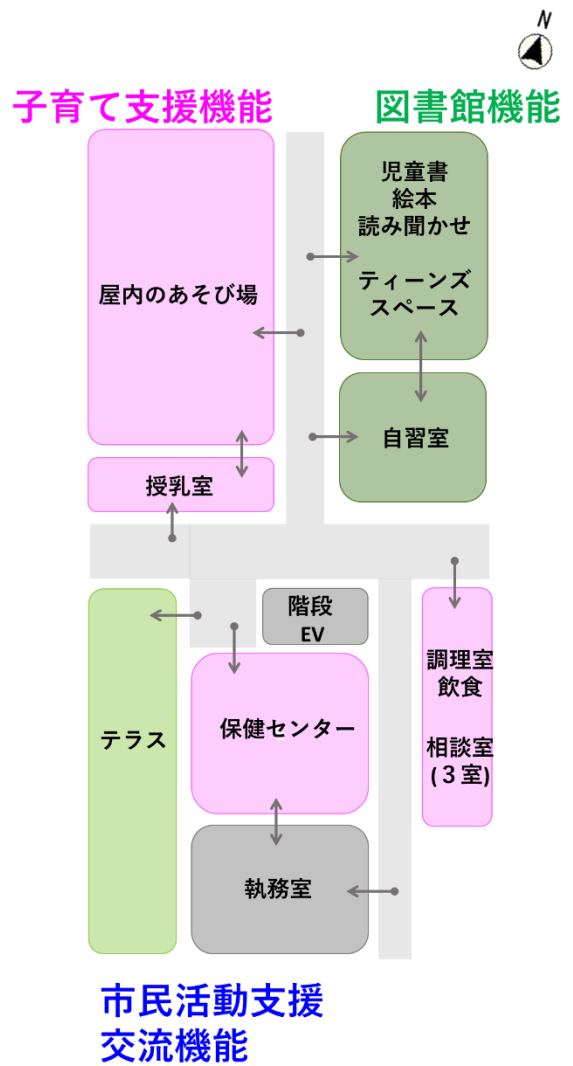 N
子育て支援機能
図書館機能
児童書
絵本
読み聞かせ
ティーンズ
スペース
屋内のあそび場
自習室
授乳室
階段
EV
調理室
飲食
相談室
(３室)
テラス
保健センター
執務室
市民活動支援
交流機能